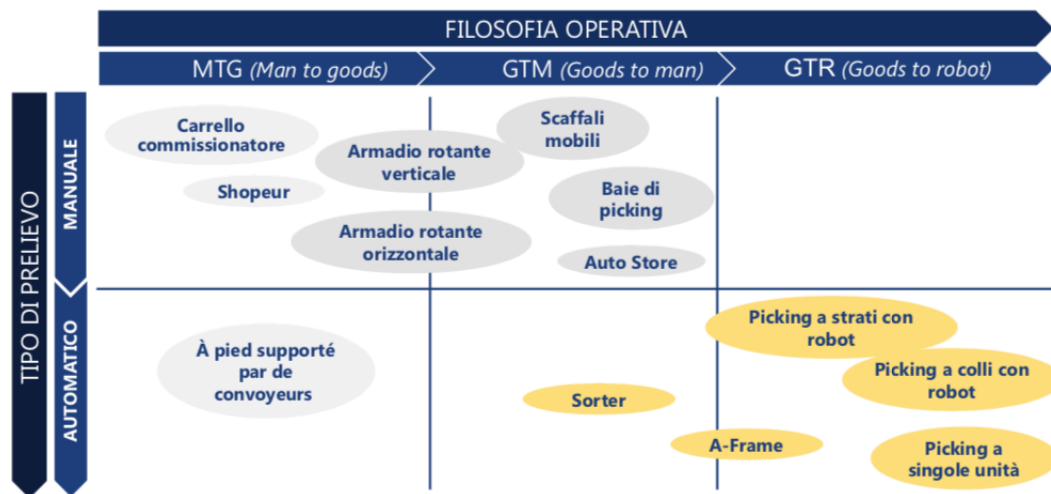 FILOSOFIA OPERATIVA
MTG (Man to goods)
GTM (Goods to man)
GTR (Goods to robot)
TIPO DI PRELIEVO
MANUALE
Carrello
commissionatore
Shopeur
Armadio rotante
verticale
Armadio rotante
orizzontale
Scaffali
mobili
Baie di
picking
Auto Store
AUTOMATICO
À pied supporté
par de
convoyeurs
Sorter
A-Frame
Picking a strati con
robot
Picking a colli con
robot
Picking a
singole unità